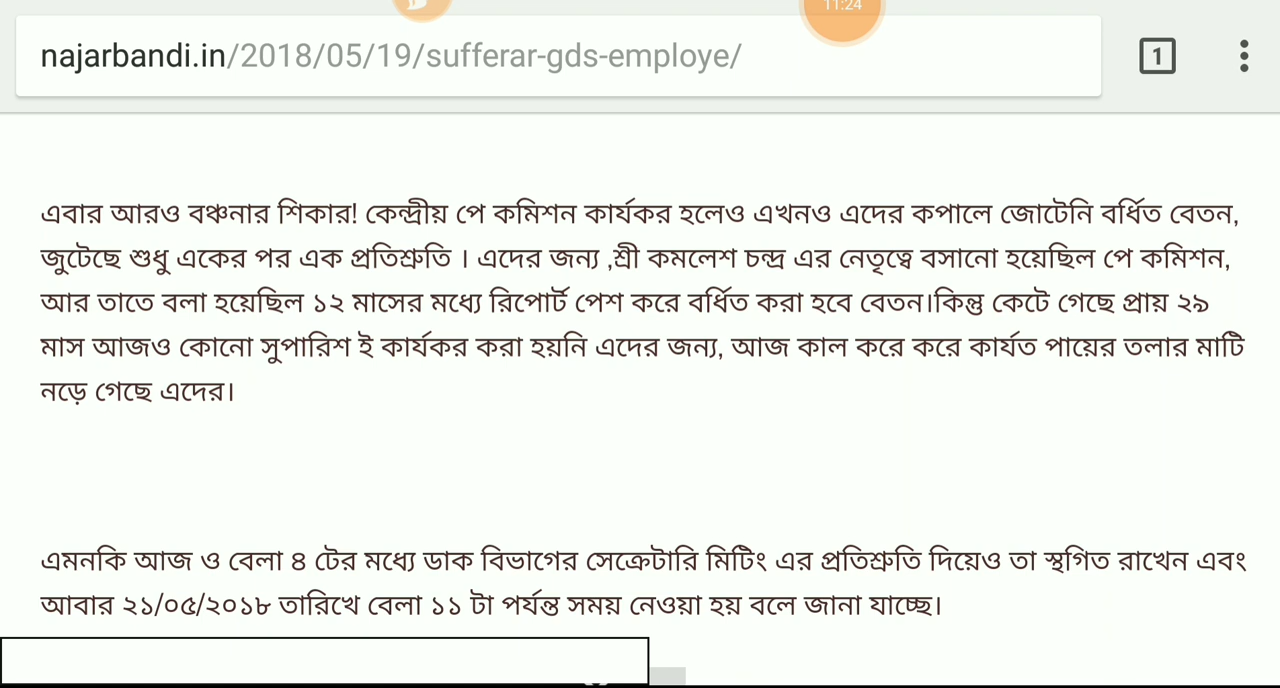 11:24
najarbandi.in/2018/05/19/sufferar-gds-employe/
1
এবার আরও বঞ্চনার শিকার! কেন্দ্রীয় পে কমিশন কার্যকর হলেও এখনও এদের কপালে জোটেনি বর্ধিত বেতন,
জুটেছে শুধু একের পর এক প্রতিশ্রুতি । এদের জন্য ,শ্রী কমলেশ চন্দ্র এর নেতৃত্বে বসানো হয়েছিল পে কমিশন,
আর তাতে বলা হয়েছিল ১২ মাসের মধ্যে রিপোর্ট পেশ করে বর্ধিত করা হবে বেতন।কিন্তু কেটে গেছে প্রায় ২৯
মাস আজও কোনো সুপারিশ ই কার্যকর করা হয়নি এদের জন্য, আজ কাল করে করে কার্যত পায়ের তলার মাটি
নড়ে গেছে এদের।
এমনকি আজ ও বেলা ৪ টের মধ্যে ডাক বিভাগের সেক্রেটারি মিটিং এর প্রতিশ্রুতি দিয়েও তা স্থগিত রাখেন এবং
আবার ২১/০৫/২০১৮ তারিখে বেলা ১১ টা পর্যন্ত সময় নেওয়া হয় বলে জানা যাচ্ছে।